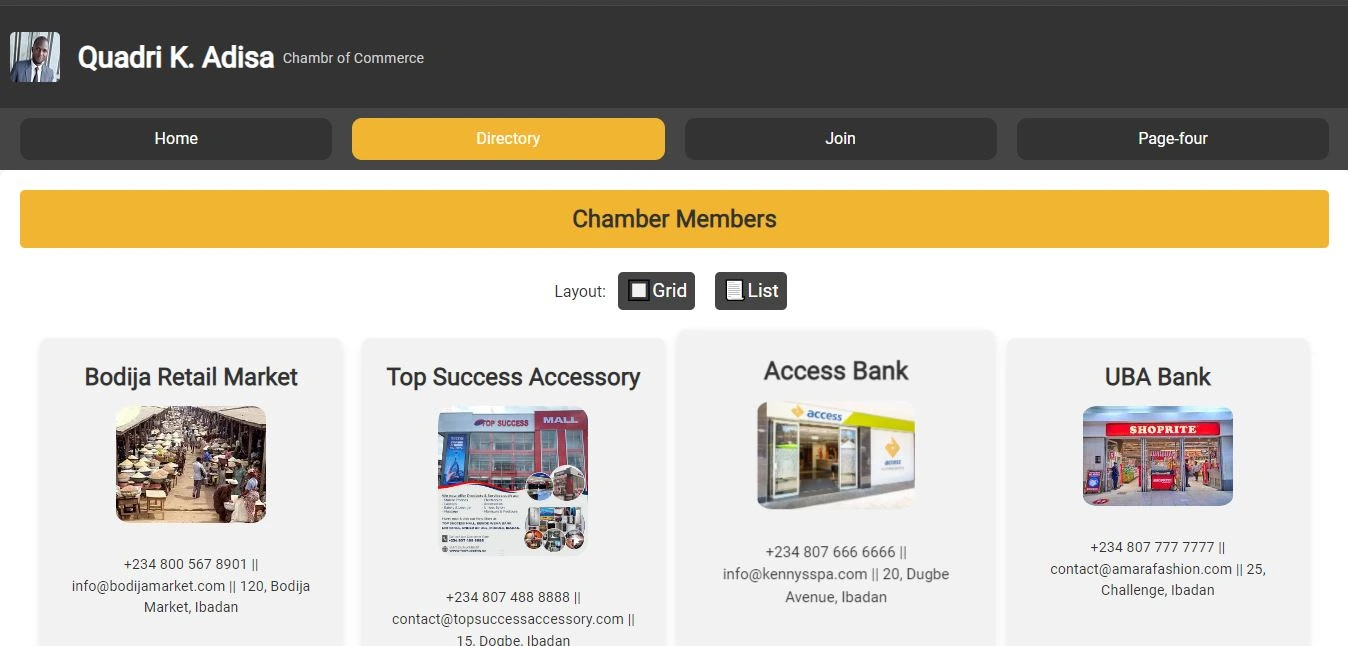 Quadri K. Adisa Chambr of Commerce
Home
Directory
Join
Page-four
Chamber Members
Layout:
Grid
List
Bodija Retail Market
+234 800 567 8901 ||
info@bodijamarket.com || 120, Bodija
Market, Ibadan
Top Success Accessory
TOP SUCCESS
MALL
+234 807 488 8888 ||
contact@topsuccessaccessory.com ||
15, Dogbe, Ibadan
Access Bank
access
access
+234 807 666 6666 ||
info@kennysspa.com || 20, Dugbe
Avenue, Ibadan
UBA Bank
SHOPRITE
+234 807 777 7777 ||
contact@amarafashion.com || 25,
Challenge, Ibadan